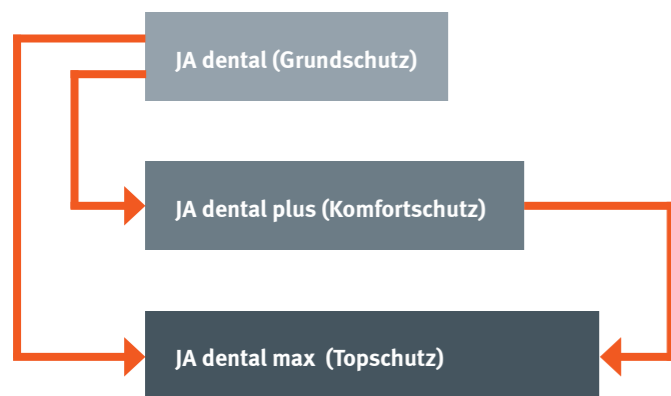 JA dental (Grundschutz)
JA dental plus (Komfortschutz)
JA dental max (Topschutz)